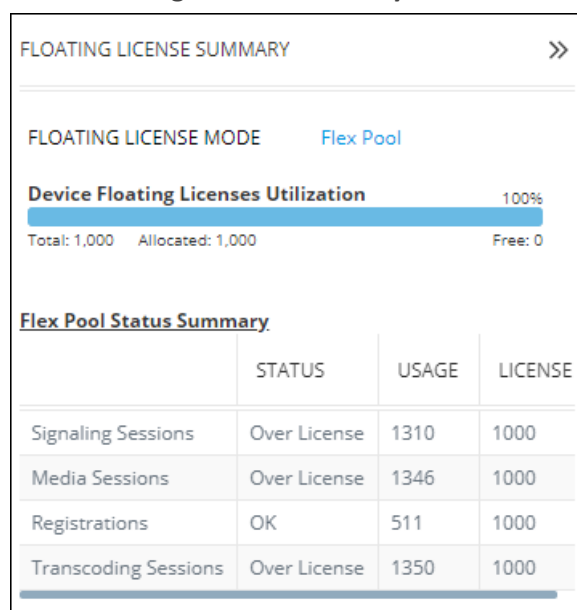 FLOATING LICENSE SUMMARY »
FLOATING LICENSE MODE Flex Pool
Device Floating Licenses Utilization 100%
Total: 1,000 Allocated: 1,000 Free: 0
Flex Pool Status Summary
STATUS USAGE LICENSE
Signaling Sessions Over License 1310 1000
Media Sessions Over License 1346 1000
Registrations OK 511 1000
Transcoding Sessions Over License 1350 1000